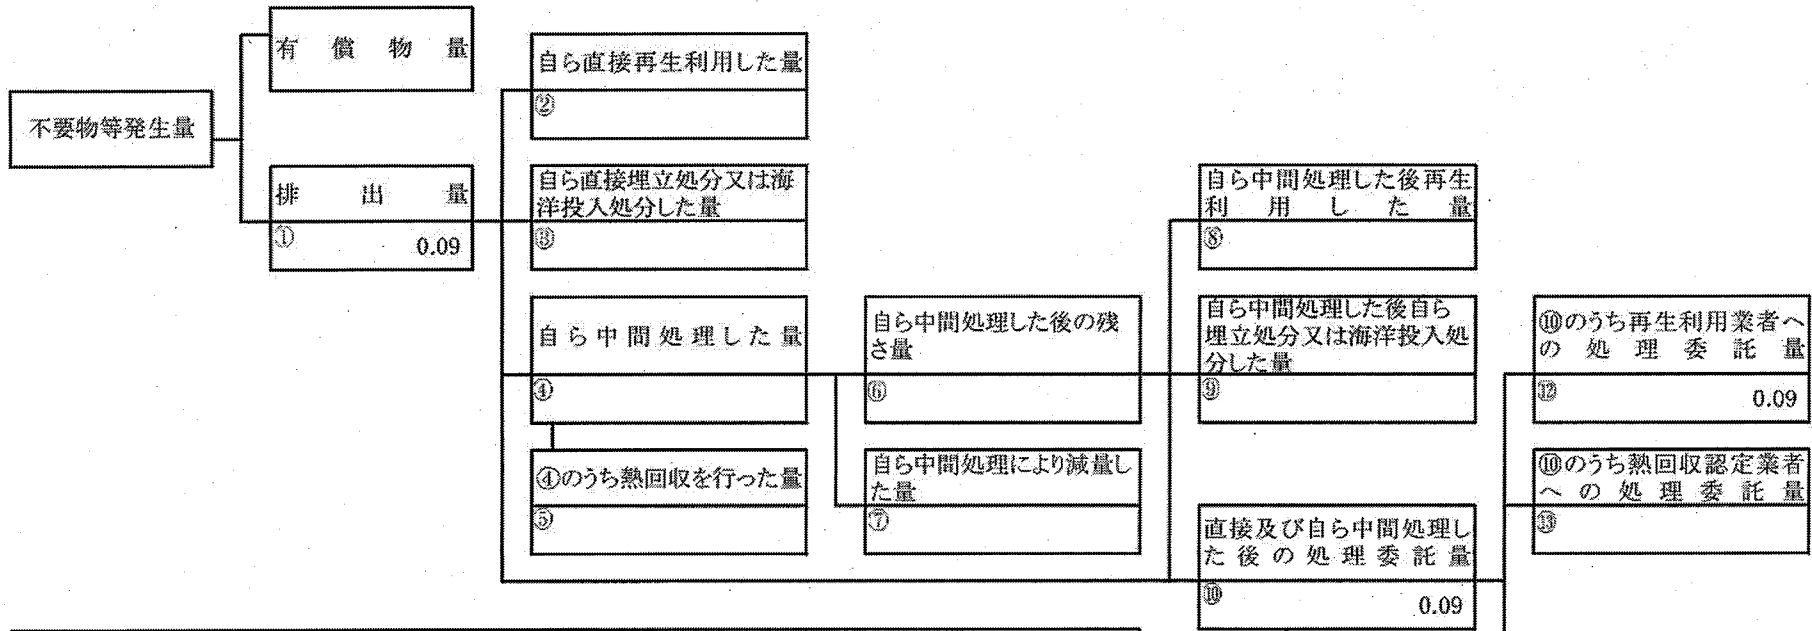 不要物等発生量
有償物量
排出量
①
0.09
自ら直接再生利用した量
②
自ら直接埋立処分又は海
洋投入処分した量
③
自ら中間処理した量
④
④のうち熱回収を行った量
⑤
自ら中間処理した後の残
さ量
⑥
自ら中間処理により減量し
た量
⑦
自ら中間処理した後再生
利用した量
⑧
自ら中間処理した後自ら
埋立処分又は海洋投入処
分した量
⑨
直接及び自ら中間処理し
た後の処理委託量
⑩
0.09
⑩のうち再生利用業者へ
の処理委託量
⑫
0.09
⑩のうち熱回収認定業者
への処理委託量
⑬